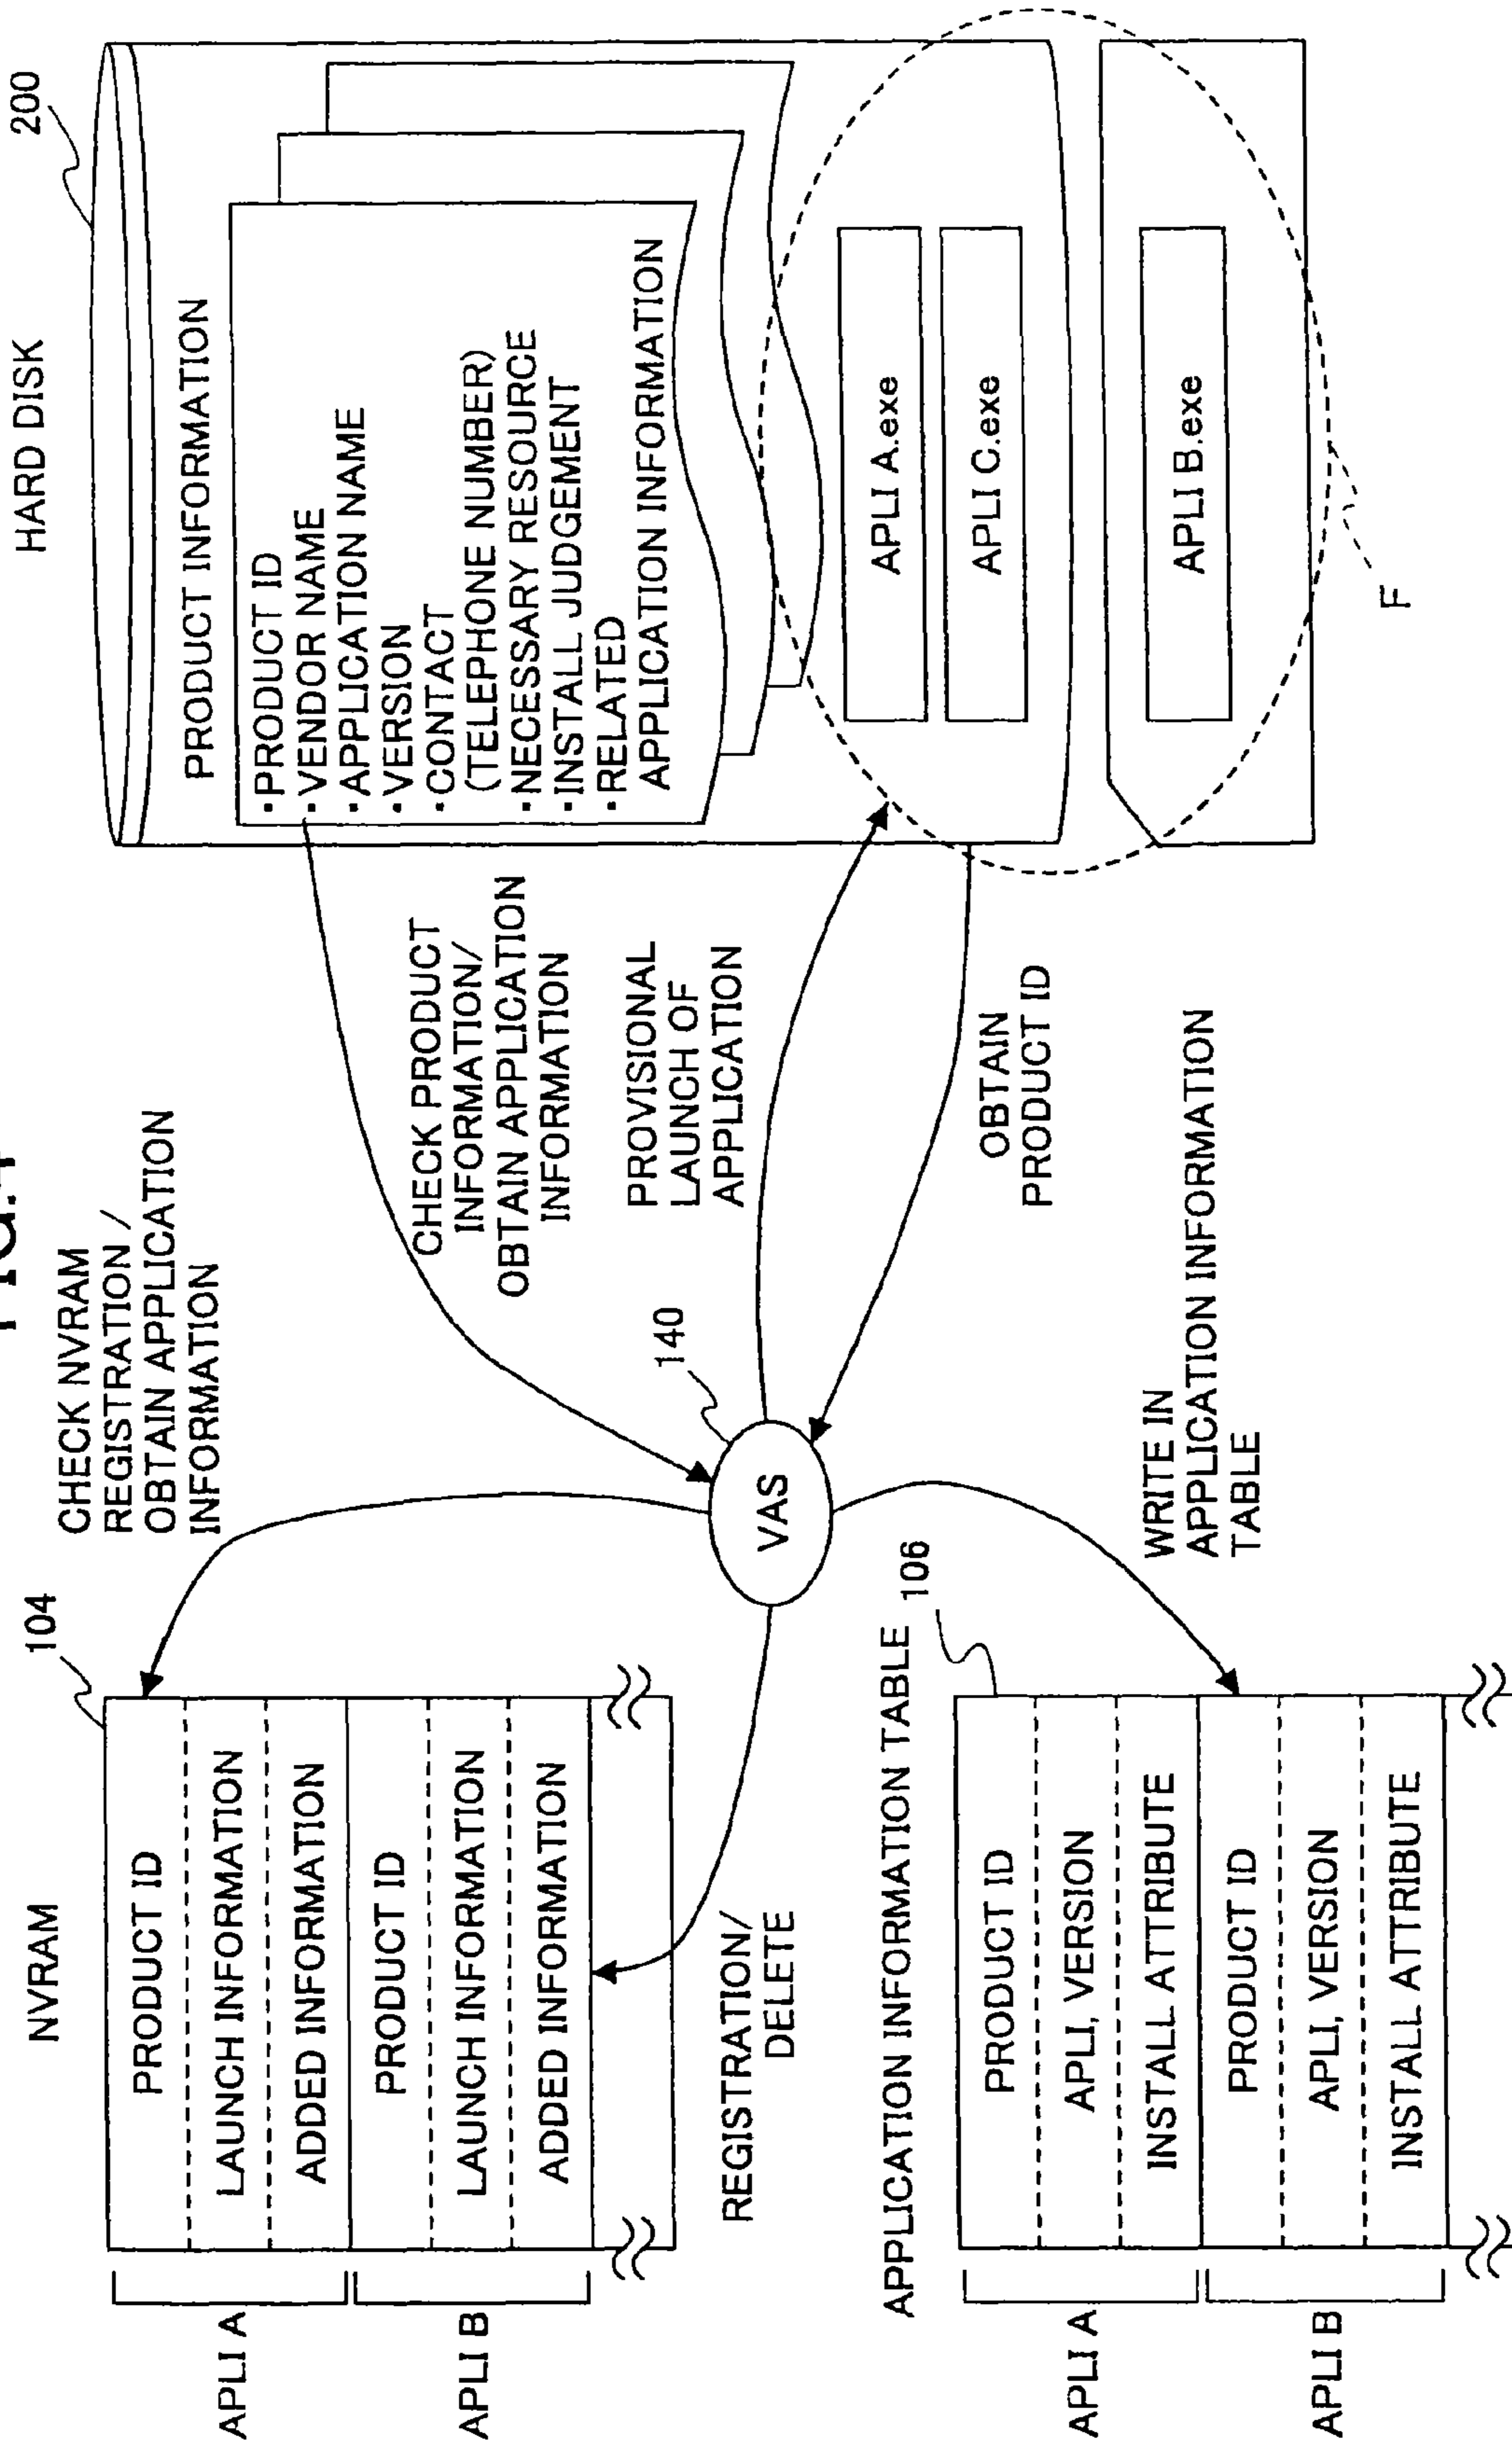 FIG.4
NVRAM
104
APLI A
PRODUCT ID
LAUNCH INFORMATION
ADDED INFORMATION
APLI B
PRODUCT ID
LAUNCH INFORMATION
ADDED INFORMATION
CHECK NVRAM
REGISTRATION /
OBTAIN APPLICATION
INFORMATION
REGISTRATION/
DELETE
APPLICATION INFORMATION TABLE
106
APLI A
PRODUCT ID
APLI, VERSION
INSTALL ATTRIBUTE
APLI B
PRODUCT ID
APLI, VERSION
INSTALL ATTRIBUTE
VAS
140
WRITE IN
APPLICATION INFORMATION
TABLE
CHECK PRODUCT
INFORMATION/
OBTAIN APPLICATION
INFORMATION
PROVISIONAL
LAUNCH OF
APPLICATION
OBTAIN
PRODUCT ID
HARD DISK
200
PRODUCT INFORMATION
・PRODUCT ID
・VENDOR NAME
・APPLICATION NAME
・VERSION
・CONTACT
(TELEPHONE NUMBER)
・NECESSARY RESOURCE
・INSTALL JUDGEMENT
・RELATED
APPLICATION INFORMATION
APLI A.exe
APLI C.exe
APLI B.exe
F